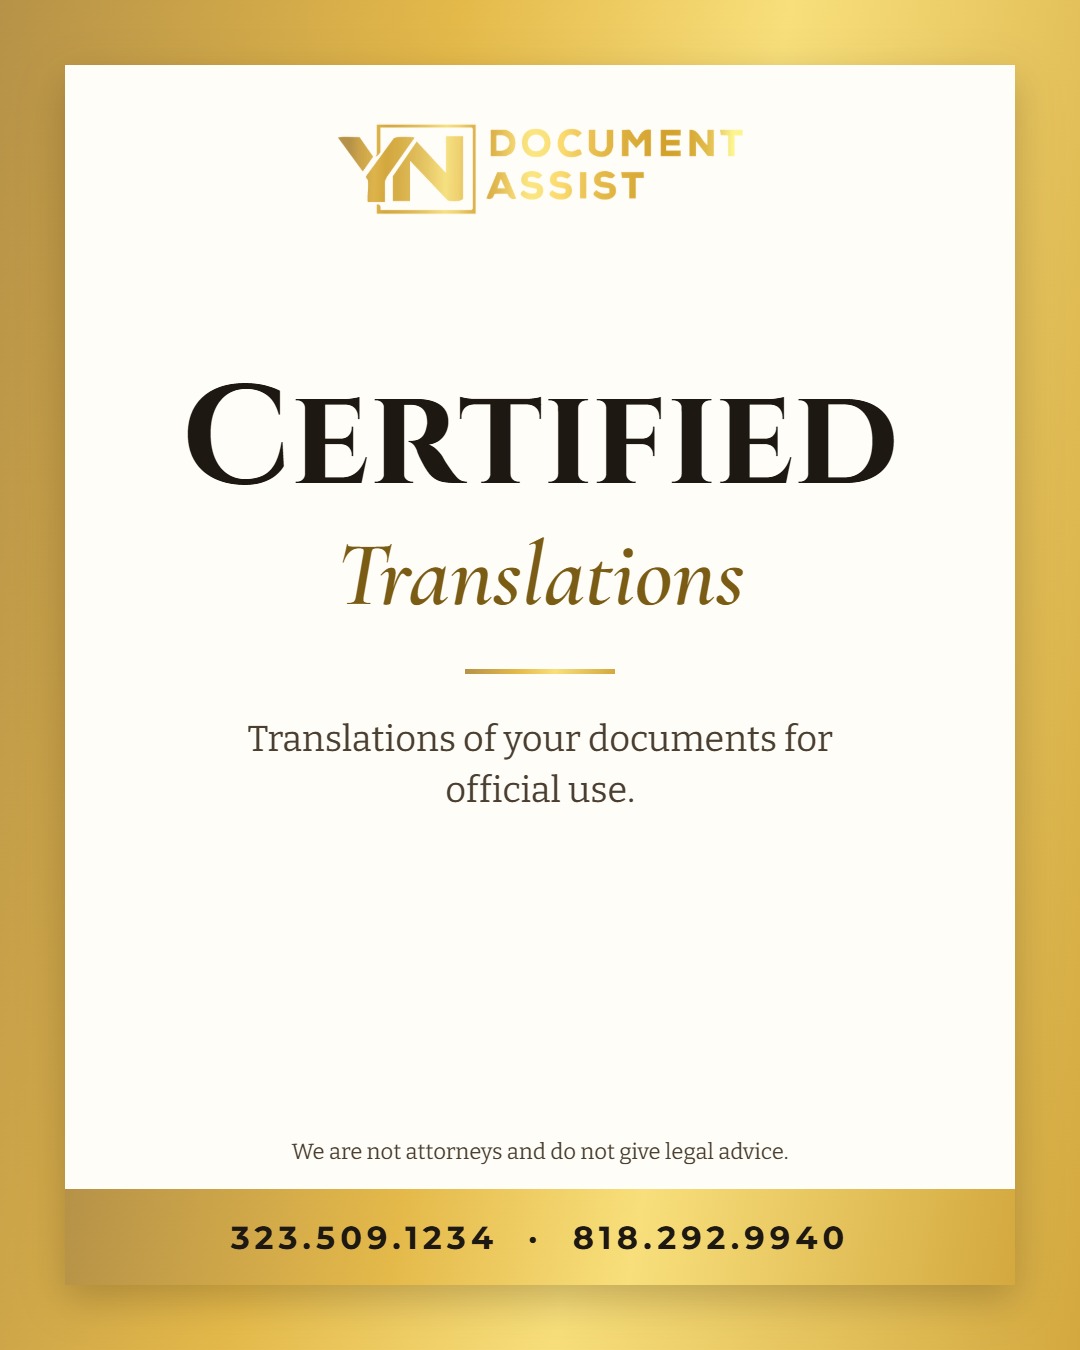 YN DOCUMENT
ASSIST
CERTIFIED
Translations
Translations of your documents for
official use.
We are not attorneys and do not give legal advice.
323.509.1234 · 818.292.9940